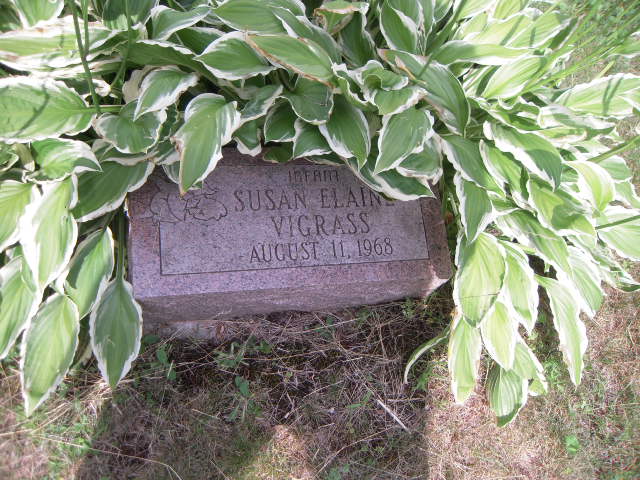 INFANT
SUSAN ELAINE
VIGRASS
AUGUST 11, 1968